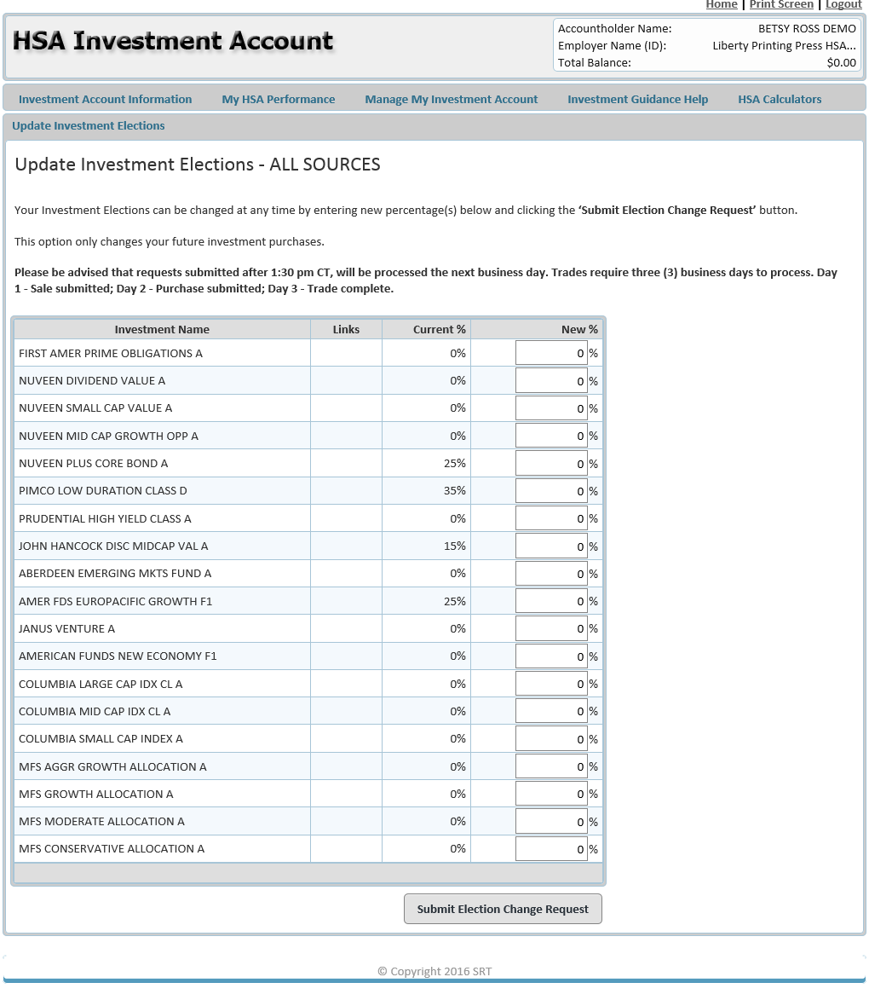 Home | Print Screen | Logout
HSA Investment Account
Accountholder Name: BETSY ROSS DEMO
Employer Name (ID): Liberty Printing Press HSA...
Total Balance: $0.00
Investment Account Information My HSA Performance Manage My Investment Account Investment Guidance Help HSA Calculators
Update Investment Elections
Update Investment Elections - ALL SOURCES
Your Investment Elections can be changed at any time by entering new percentage(s) below and clicking the ‘Submit Election Change Request’ button.
This option only changes your future investment purchases.
Please be advised that requests submitted after 1:30 pm CT, will be processed the next business day. Trades require three (3) business days to process. Day
1 - Sale submitted; Day 2 - Purchase submitted; Day 3 - Trade complete.
Investment Name Links Current % New %
FIRST AMER PRIME OBLIGATIONS A 0% 0 %
NUVEEN DIVIDEND VALUE A 0% 0 %
NUVEEN SMALL CAP VALUE A 0% 0 %
NUVEEN MID CAP GROWTH OPP A 0% 0 %
NUVEEN PLUS CORE BOND A 25% 0 %
PIMCO LOW DURATION CLASS D 35% 0 %
PRUDENTIAL HIGH YIELD CLASS A 0% 0 %
JOHN HANCOCK DISC MIDCAP VAL A 15% 0 %
ABERDEEN EMERGING MKTS FUND A 0% 0 %
AMER FDS EUROPACIFIC GROWTH F1 25% 0 %
JANUS VENTURE A 0% 0 %
AMERICAN FUNDS NEW ECONOMY F1 0% 0 %
COLUMBIA LARGE CAP IDX CL A 0% 0 %
COLUMBIA MID CAP IDX CL A 0% 0 %
COLUMBIA SMALL CAP INDEX A 0% 0 %
MFS AGGR GROWTH ALLOCATION A 0% 0 %
MFS GROWTH ALLOCATION A 0% 0 %
MFS MODERATE ALLOCATION A 0% 0 %
MFS CONSERVATIVE ALLOCATION A 0% 0 %
Submit Election Change Request
© Copyright 2016 SRT